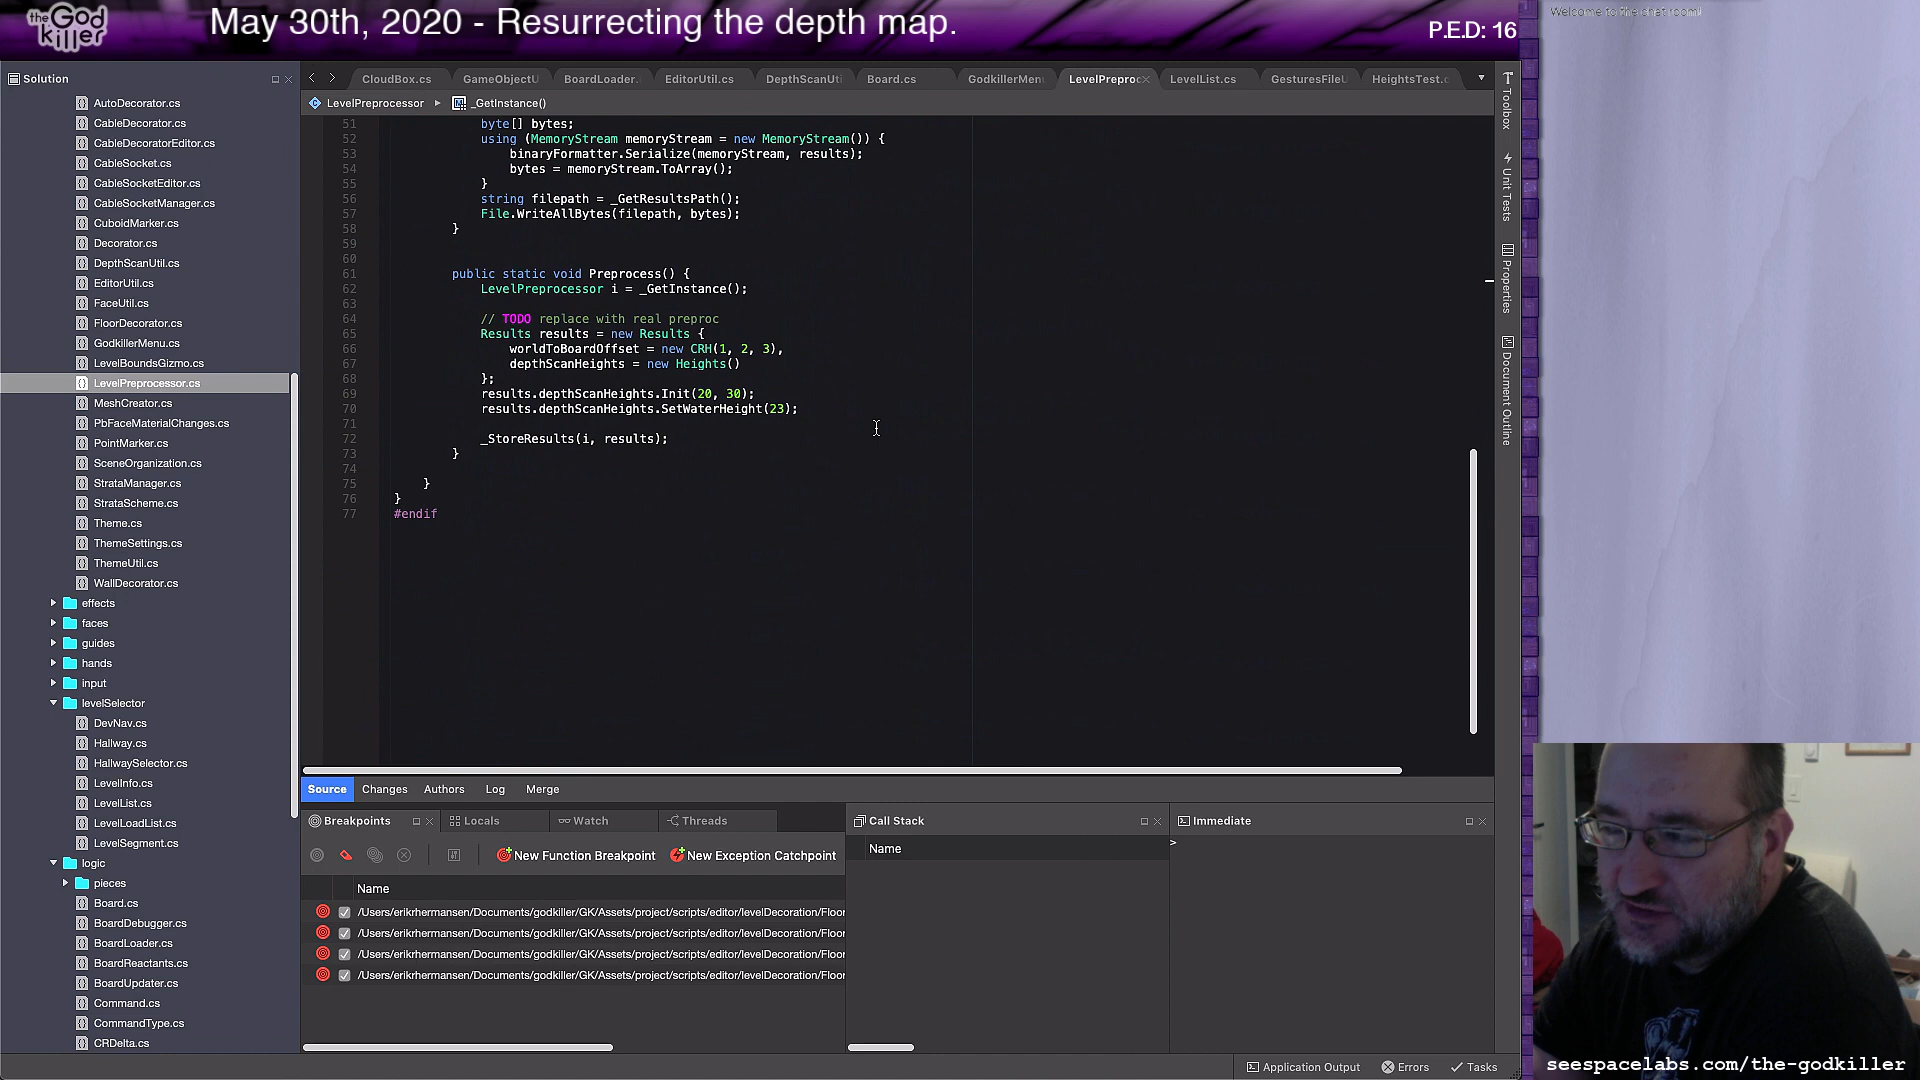 the God killer
May 30th, 2020 - Resurrecting the depth map.
P.E.D: 16
Welcome to the chat room!
Solution
CloudBox.cs
GameObjectU
BoardLoader.
EditorUtil.cs
DepthScanUti
Board.cs
GodkillerMen
LevelPreproc
LevelList.cs
GesturesFileU
HeightsTest.c
LevelPreprocessor
_GetInstance()
AutoDecorator.cs
CableDecorator.cs
CableDecoratorEditor.cs
CableSocket.cs
CableSocketEditor.cs
CableSocketManager.cs
CuboidMarker.cs
Decorator.cs
DepthScanUtil.cs
EditorUtil.cs
FaceUtil.cs
FloorDecorator.cs
GodkillerMenu.cs
LevelBoundsGizmo.cs
LevelPreprocessor.cs
MeshCreator.cs
PbFaceMaterialChanges.cs
PointMarker.cs
SceneOrganization.cs
StrataManager.cs
StrataScheme.cs
Theme.cs
ThemeSettings.cs
ThemeUtil.cs
WallDecorator.cs
effects
faces
guides
hands
input
levelSelector
DevNav.cs
Hallway.cs
HallwaySelector.cs
LevelInfo.cs
LevelList.cs
LevelLoadList.cs
LevelSegment.cs
logic
pieces
Board.cs
BoardDebugger.cs
BoardLoader.cs
BoardReactants.cs
BoardUpdater.cs
Command.cs
CommandType.cs
CRDelta.cs
51 byte[] bytes;
52 using (MemoryStream memoryStream = new MemoryStream()) {
53 binaryFormatter.Serialize(memoryStream, results);
54 bytes = memoryStream.ToArray();
55 }
56 string filepath = _GetResultsPath();
57 File.WriteAllBytes(filepath, bytes);
58 }
59
60
61 public static void Preprocess() {
62 LevelPreprocessor i = _GetInstance();
63
64 // TODO replace with real preproc
65 Results results = new Results {
66 worldToBoardOffset = new CRH(1, 2, 3),
67 depthScanHeights = new Heights()
68 };
69 results.depthScanHeights.Init(20, 30);
70 results.depthScanHeights.SetWaterHeight(23);
71
72 _StoreResults(i, results);
73 }
74
75 }
76 }
77 #endif
Toolbox
Unit Tests
Properties
Document Outline
Source
Changes
Authors
Log
Merge
Breakpoints
Locals
Watch
Threads
New Function Breakpoint
New Exception Catchpoint
Name
/Users/erikrhermansen/Documents/godkiller/GK/Assets/project/scripts/editor/levelDecoration/Floor
/Users/erikrhermansen/Documents/godkiller/GK/Assets/project/scripts/editor/levelDecoration/Floor
/Users/erikrhermansen/Documents/godkiller/GK/Assets/project/scripts/editor/levelDecoration/Floor
/Users/erikrhermansen/Documents/godkiller/GK/Assets/project/scripts/editor/levelDecoration/Floor
Call Stack
Name
Immediate
>
Application Output
Errors
Tasks
seespacelabs.com/the-godkiller